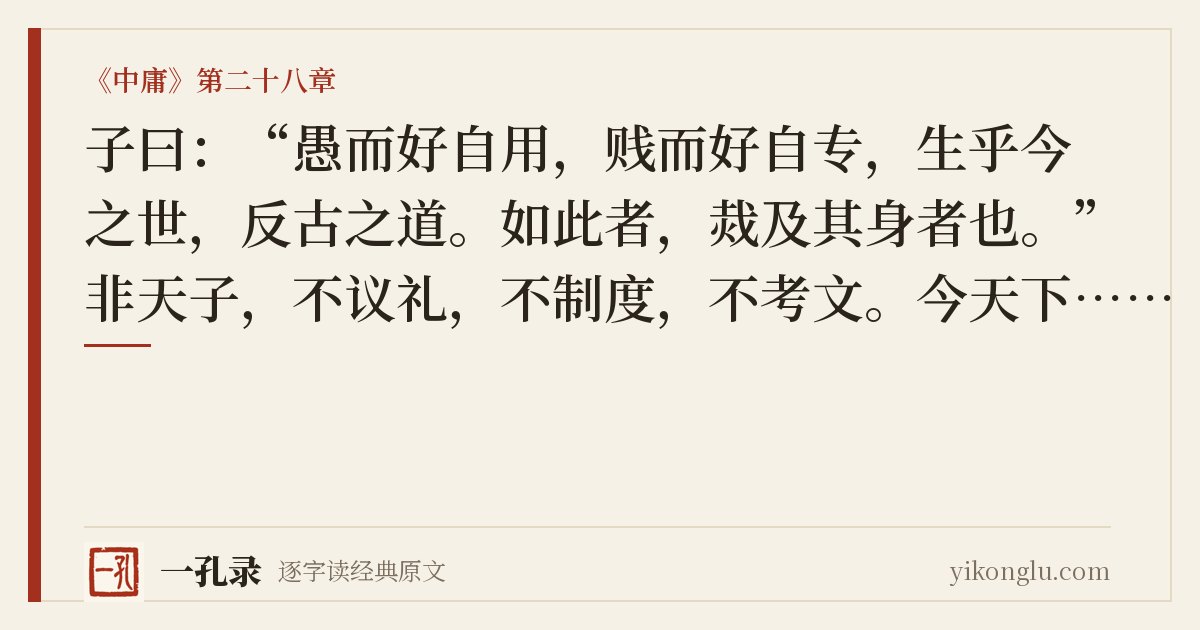 《中庸》第二十八章
子曰：“愚而好自用，贱而好自专，生乎今
之世，反古之道。如此者，烖及其身者也。”
非天子，不议礼，不制度，不考文。今天下……
一孔
一孔录 逐字读经典原文 yikonglu.com